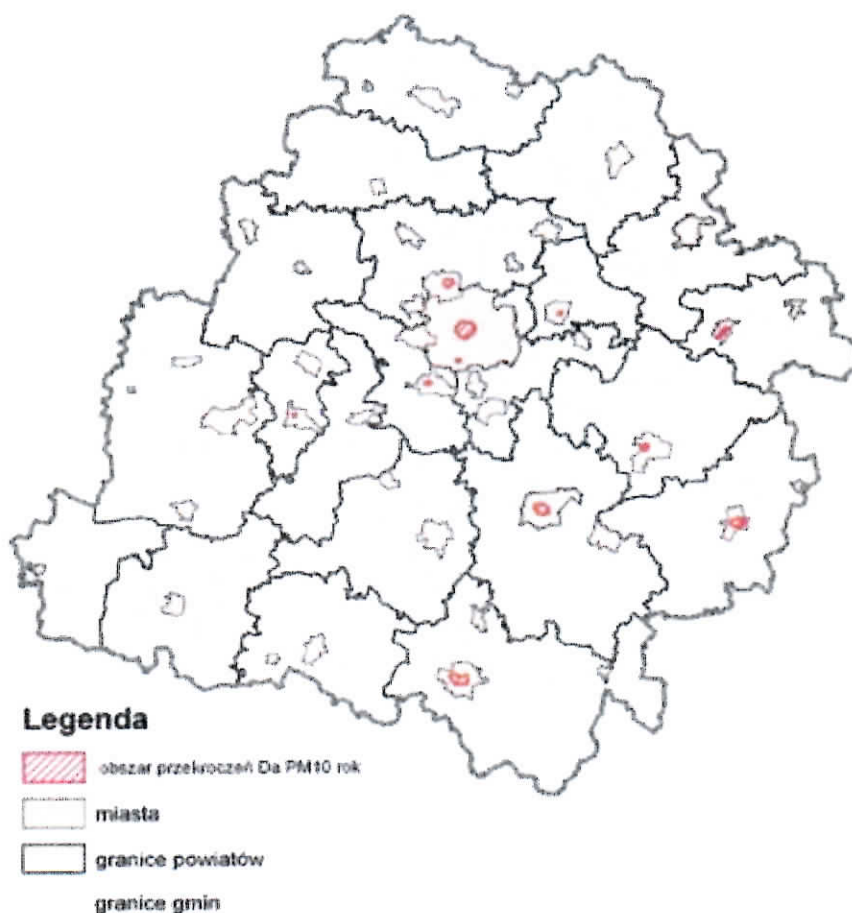 Legenda
obszar przekroczeń Da PM10 rok
miasta
granice powiatów
granice gmin